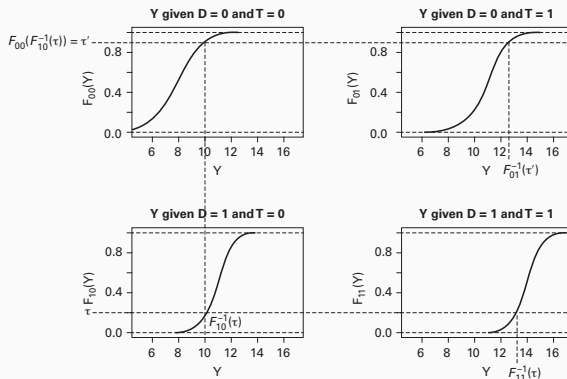 Y given D = 0 and T = 0
F₀₀(F₁₀⁻¹(τ)) = τ′
F₀₀(Y)
0.8
0.4
0.0
6 8 10 12 14 16
Y
Y given D = 0 and T = 1
F₀₁(Y)
0.8
0.4
0.0
6 8 10 12 14 16
Y
F₀₁⁻¹(τ′)
Y given D = 1 and T = 0
F₁₀(Y)
0.8
0.4
τ
0.0
F₁₀⁻¹(τ)
6 8 10 12 14 16
Y
Y given D = 1 and T = 1
F₁₁(Y)
0.8
0.4
0.0
6 8 10 12 14 16
Y
F₁₁⁻¹(τ)